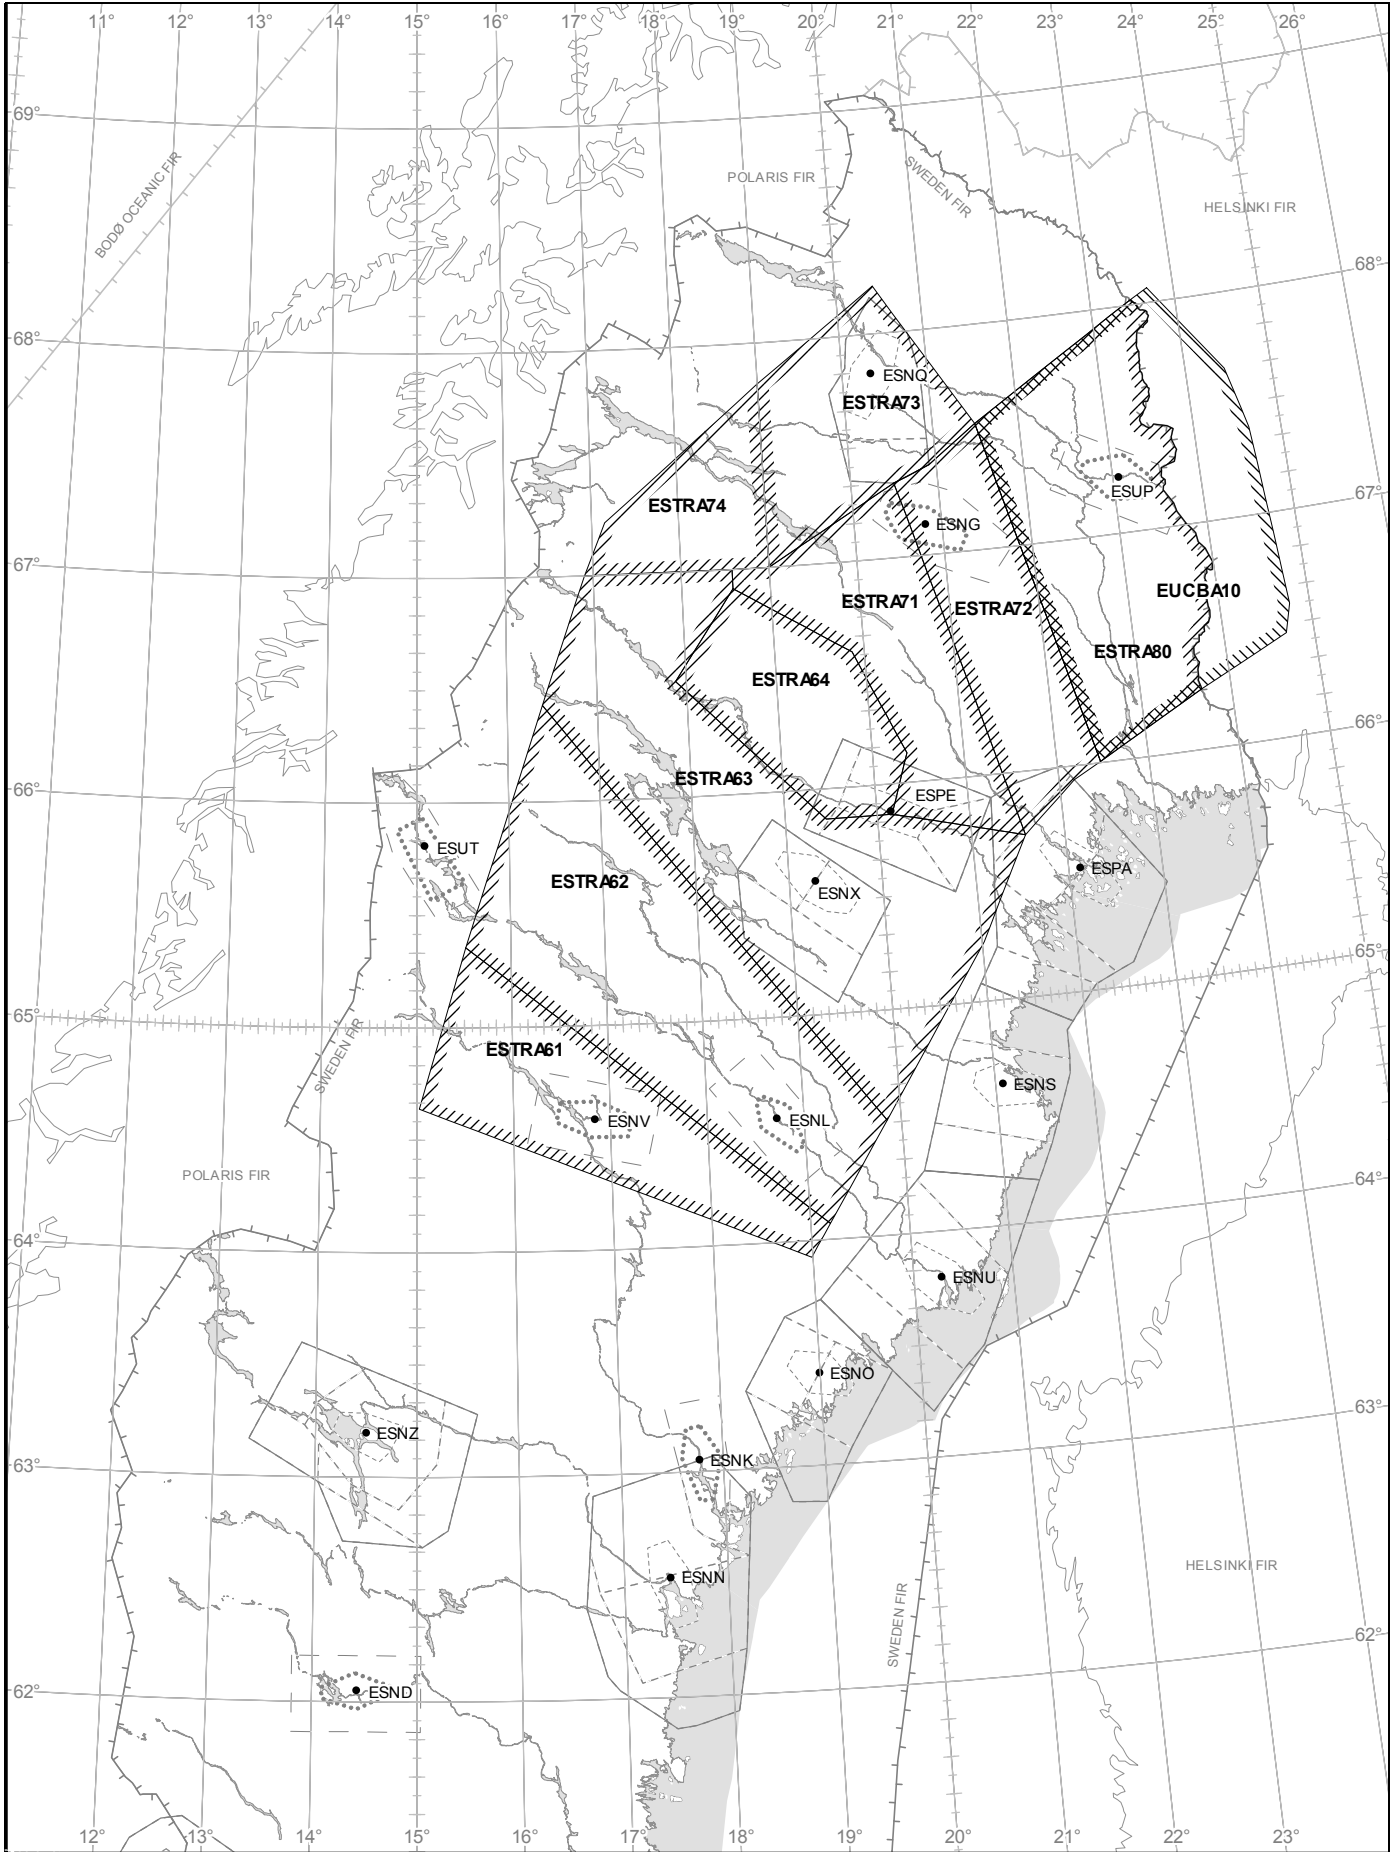 11° 12° 13° 14° 15° 16° 17° 18° 19° 20° 21° 22° 23° 24° 25° 26°
69°
BODØ OCEANIC FIR
POLARIS FIR
SWEDEN FIR
HELSINKI FIR
68°
68°
ESNQ
ESTRA73
ESUP
67°
ESTRA74
ESNG
67°
EUCBA10
ESTRA71
ESTRA72
ESTRA80
ESTRA64
66°
ESTRA63
66°
ESPE
ESUT
ESPA
ESTRA62
ESNX
65°
65°
ESTRA61
SWEDEN FIR
ESNS
ESNV
ESNL
POLARIS FIR
64°
64°
ESNU
ESNO
63°
ESNZ
ESNK
63°
HELSINKI FIR
ESNN
SWEDEN FIR
62°
62°
ESND
12° 13° 14° 15° 16° 17° 18° 19° 20° 21° 22° 23°